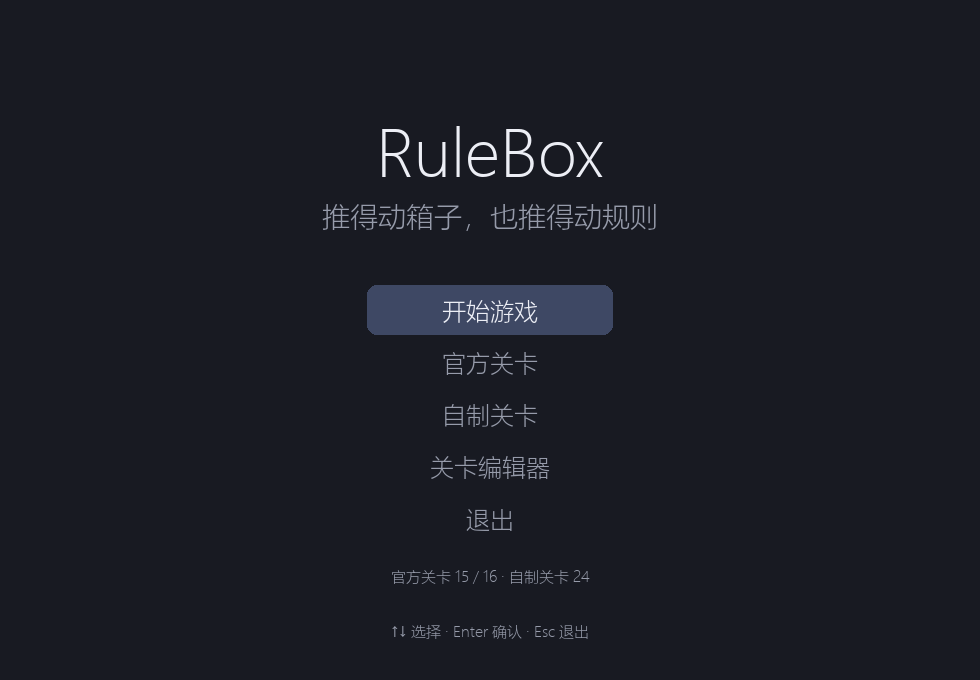 RuleBox
推得动箱子，也推得动规则
开始游戏
官方关卡
自制关卡
关卡编辑器
退出
官方关卡 15 / 16 · 自制关卡 24
↑↓ 选择 · Enter 确认 · Esc 退出